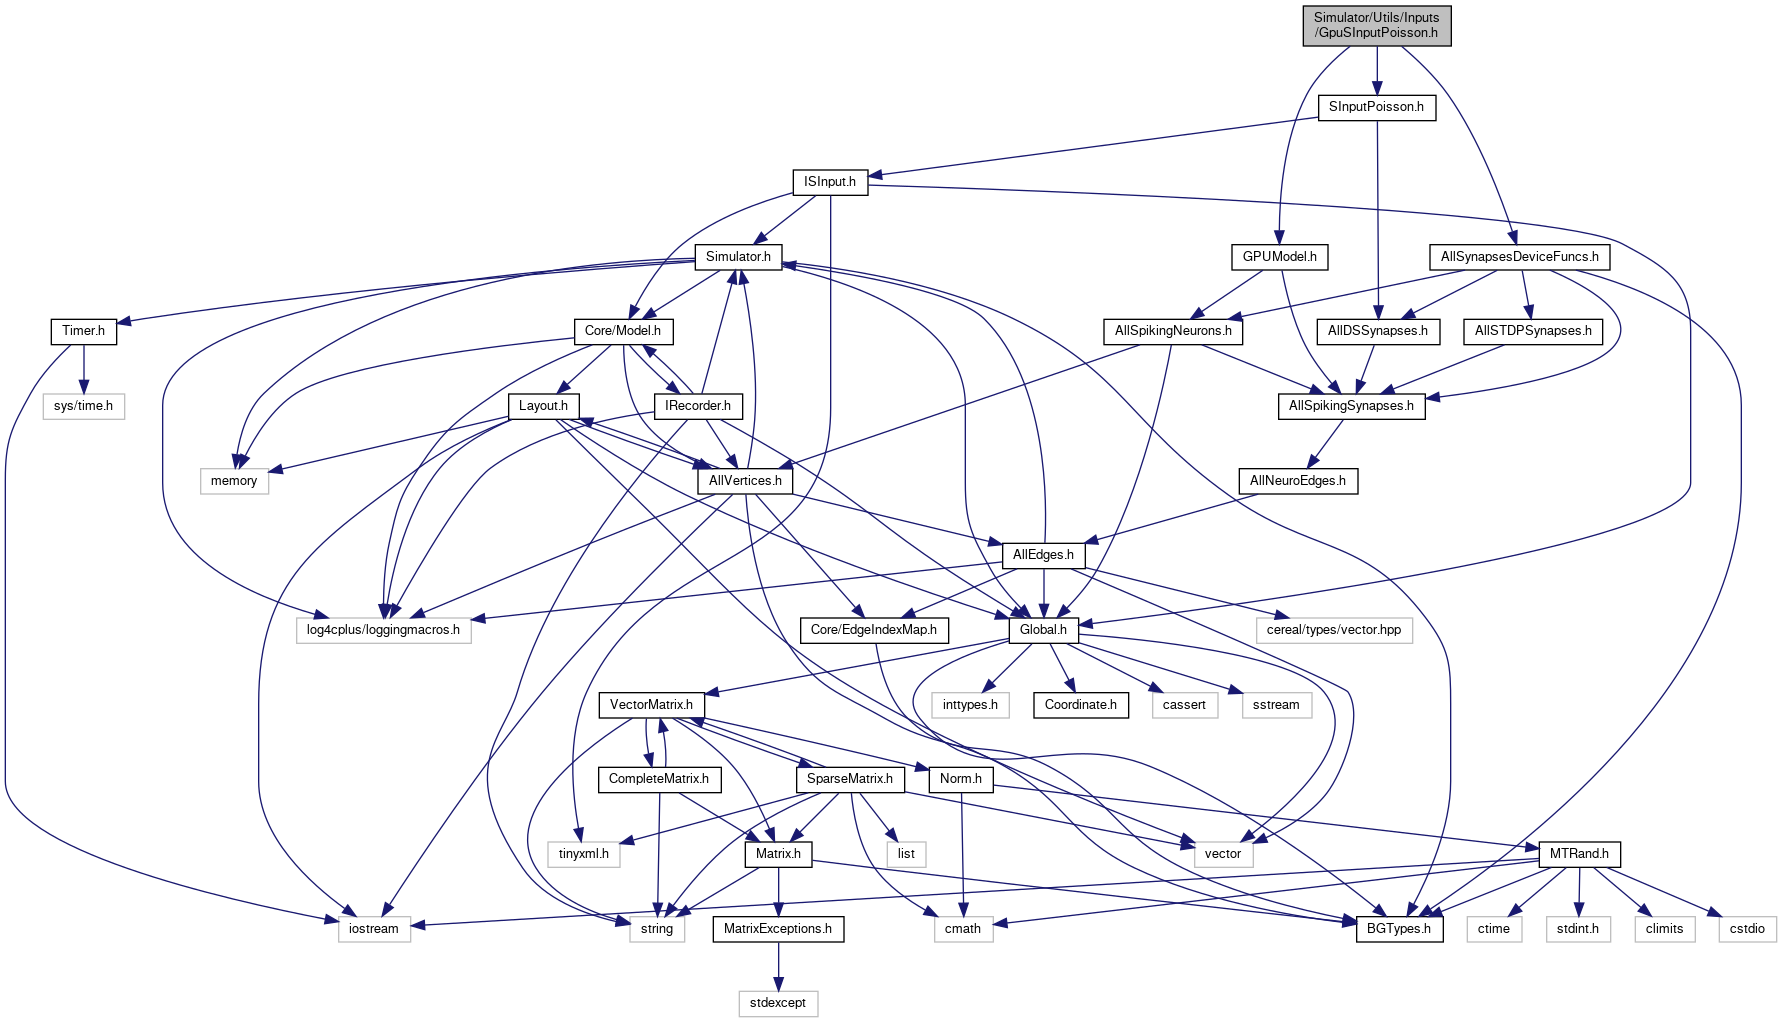 Simulator/Utils/Inputs
/GpuSInputPoisson.h
SInputPoisson.h
ISInput.h
Simulator.h
GPUModel.h
AllSynapsesDeviceFuncs.h
Timer.h
Core/Model.h
AllSpikingNeurons.h
AllDSSynapses.h
AllSTDPSynapses.h
sys/time.h
Layout.h
IRecorder.h
AllSpikingSynapses.h
memory
AllVertices.h
AllNeuroEdges.h
AllEdges.h
log4cplus/loggingmacros.h
Core/EdgeIndexMap.h
Global.h
cereal/types/vector.hpp
VectorMatrix.h
inttypes.h
Coordinate.h
cassert
sstream
CompleteMatrix.h
SparseMatrix.h
Norm.h
tinyxml.h
Matrix.h
list
vector
MTRand.h
iostream
string
MatrixExceptions.h
cmath
BGTypes.h
ctime
stdint.h
climits
cstdio
stdexcept